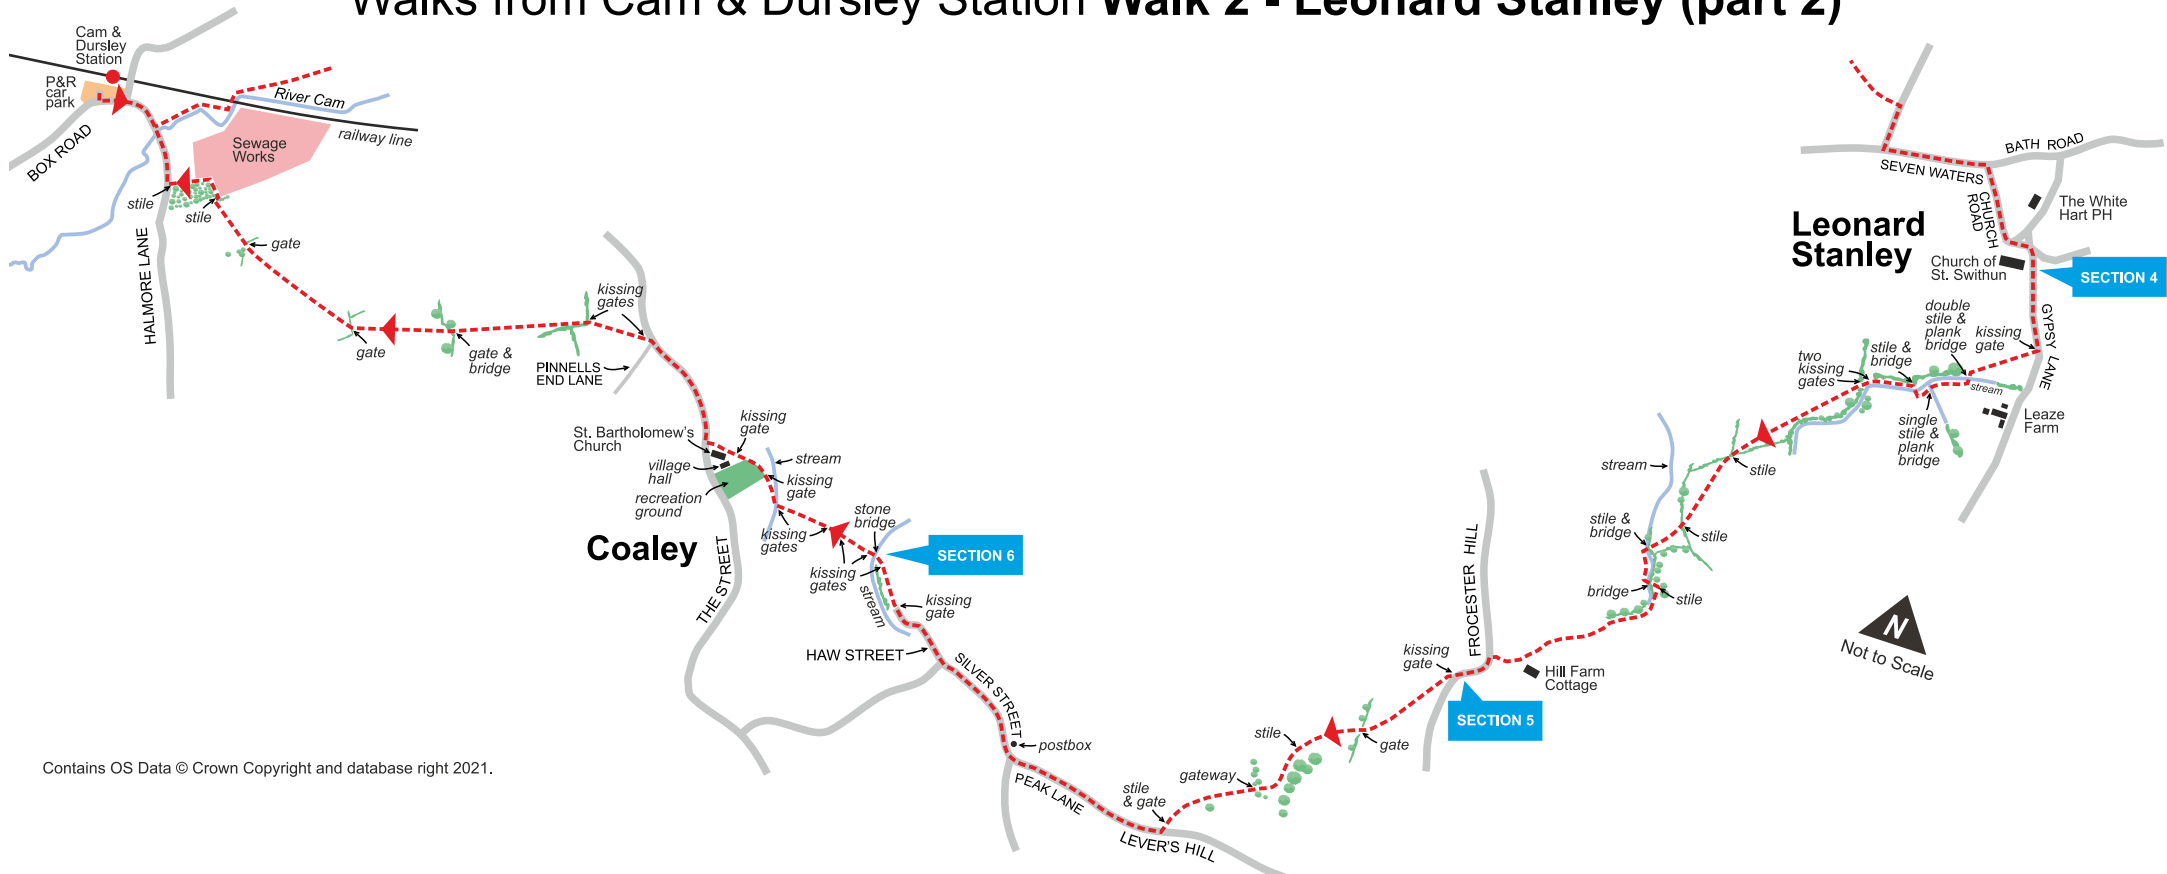 Walks from Cam & Dursley Station Walk 2 - Leonard Stanley (part 2)
Cam &
Dursley
Station
P&R
car
park
BOX ROAD
River Cam
railway line
Sewage
Works
stile
stile
HALMORE LANE
gate
gate
gate &
bridge
kissing
gates
PINNELLS
END LANE
St. Bartholomew's
Church
village
hall
recreation
ground
kissing
gate
stream
kissing
gate
kissing
gates
Coaley
THE STREET
stone
bridge
SECTION 6
kissing
gates
stream
kissing
gate
HAW STREET
SILVER STREET
postbox
PEAK LANE
LEVER'S HILL
stile
& gate
gateway
stile
gate
kissing
gate
SECTION 5
FROCESTER HILL
Hill Farm
Cottage
bridge
stile
stile &
bridge
stream
stile
stile
two
kissing
gates
stile &
bridge
double
stile &
plank
bridge
kissing
gate
single
stile &
plank
bridge
stream
Leaze
Farm
GYPSY LANE
SECTION 4
Church of
St. Swithun
Leonard
Stanley
The White
Hart PH
CHURCH
ROAD
SEVEN WATERS
BATH ROAD
N
Not to Scale
Contains OS Data © Crown Copyright and database right 2021.